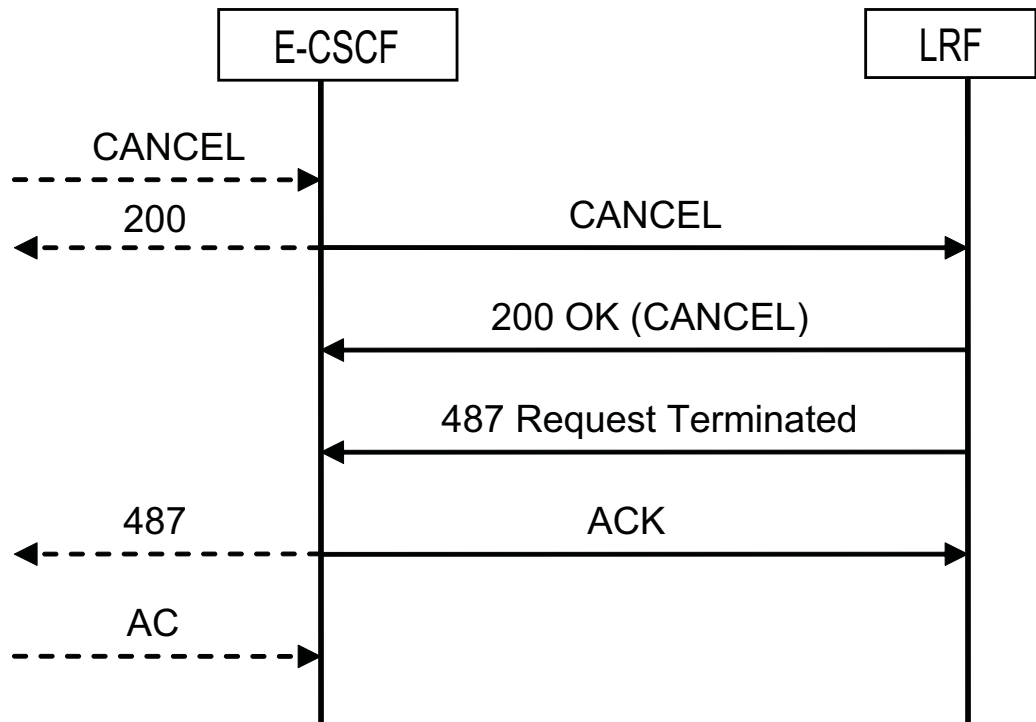 E-CSCF
LRF
CANCEL
200
CANCEL
200 OK (CANCEL)
487 Request Terminated
487
ACK
AC